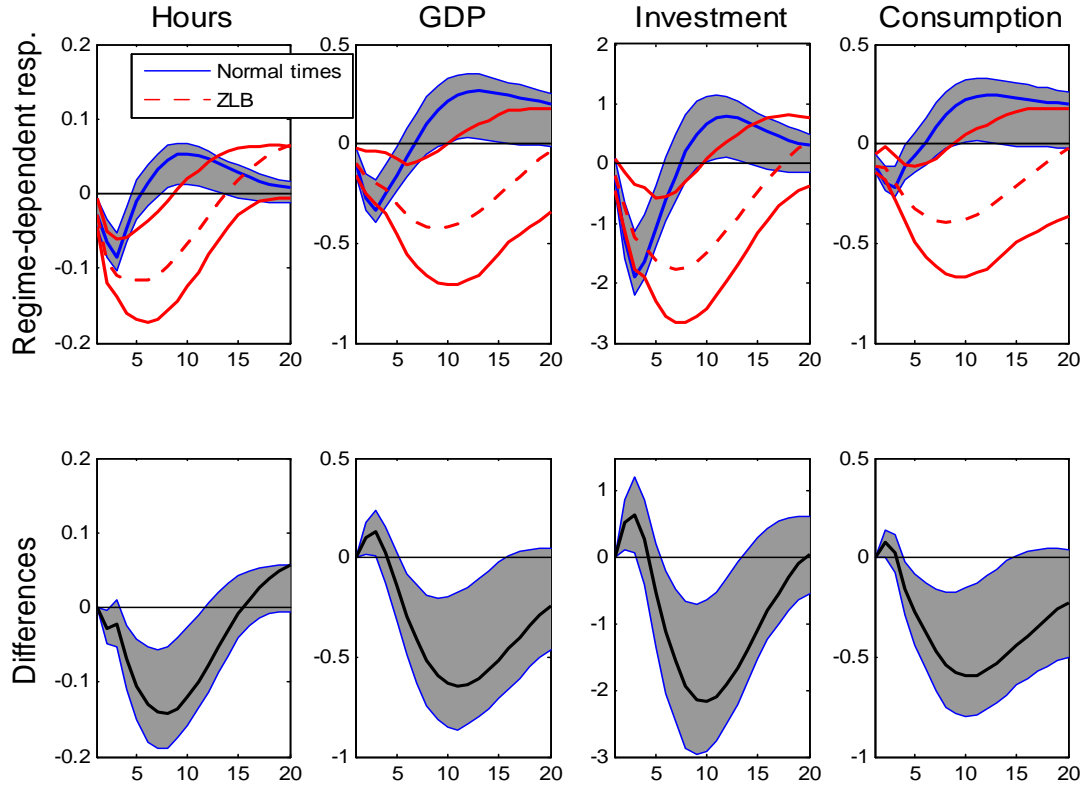 Hours GDP Investment Consumption
Regime-dependent resp.
Normal times
ZLB
0.2 0.5 2 0.5
0.1 1
0 0 0 0
-1
-0.1 -0.5 -2 -0.5
-0.2 -1 -3 -1
5 10 15 20 5 10 15 20 5 10 15 20 5 10 15 20
Differences
0.2 0.5 0.5
1
0.1 0 0 0
0 -1
-0.1 -0.5 -2 -0.5
-0.2 -1 -3 -1
5 10 15 20 5 10 15 20 5 10 15 20 5 10 15 20